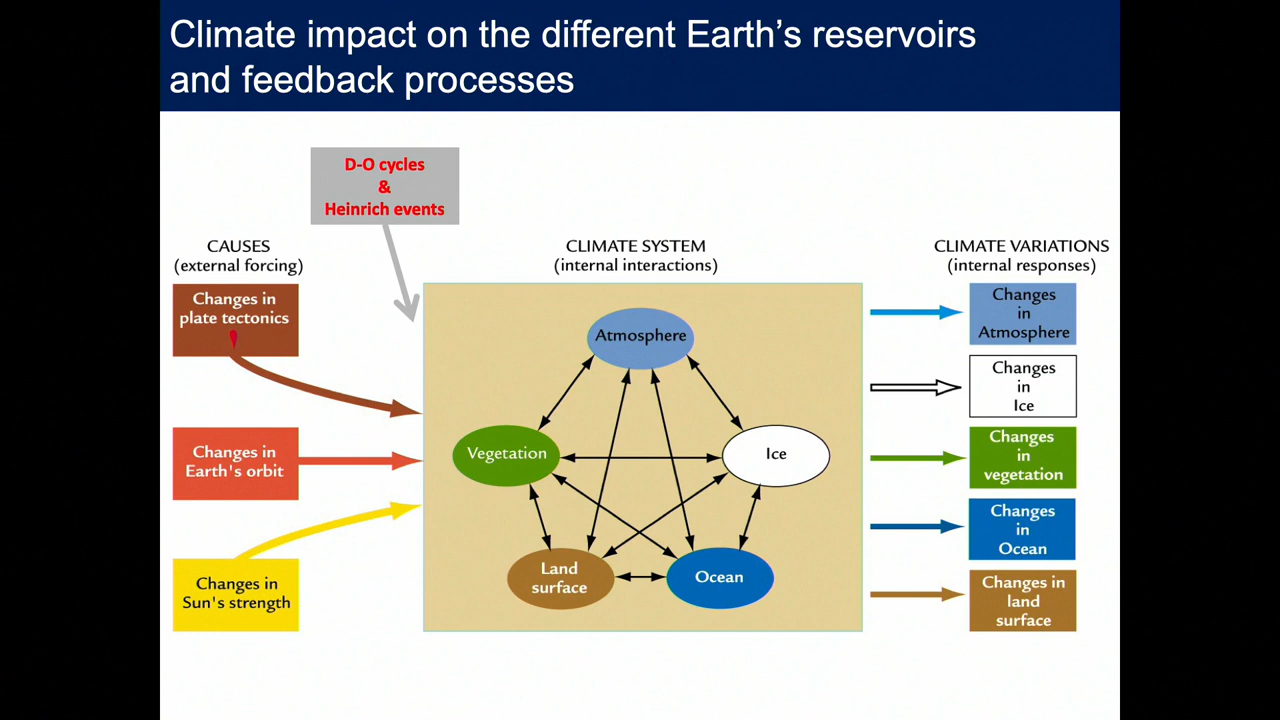 Climate impact on the different Earth's reservoirs
and feedback processes
D-O cycles
&
Heinrich events
CAUSES
(external forcing)
Changes in
plate tectonics
Changes in
Earth's orbit
Changes in
Sun's strength
CLIMATE SYSTEM
(internal interactions)
Atmosphere
Vegetation
Ice
Land
surface
Ocean
CLIMATE VARIATIONS
(internal responses)
Changes
in
Atmosphere
Changes
in
Ice
Changes
in
vegetation
Changes
in
Ocean
Changes in
land
surface